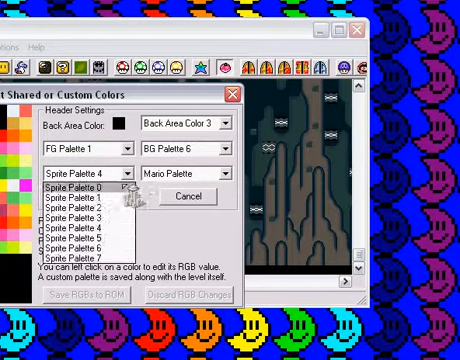 otions Help
t Shared or Custom Colors
Header Settings
Back Area Color: Back Area Color 3
FG Palette 1 BG Palette 6
Sprite Palette 4 Mario Palette
Sprite Palette 0
Sprite Palette 1 Cancel
Sprite Palette 2
Sprite Palette 3
Sprite Palette 4
Sprite Palette 5
Sprite Palette 6
Sprite Palette 7
You can left click on a color to edit its RGB value.
A custom palette is saved along with the level itself.
Save RGBs to ROM Discard RGB Changes